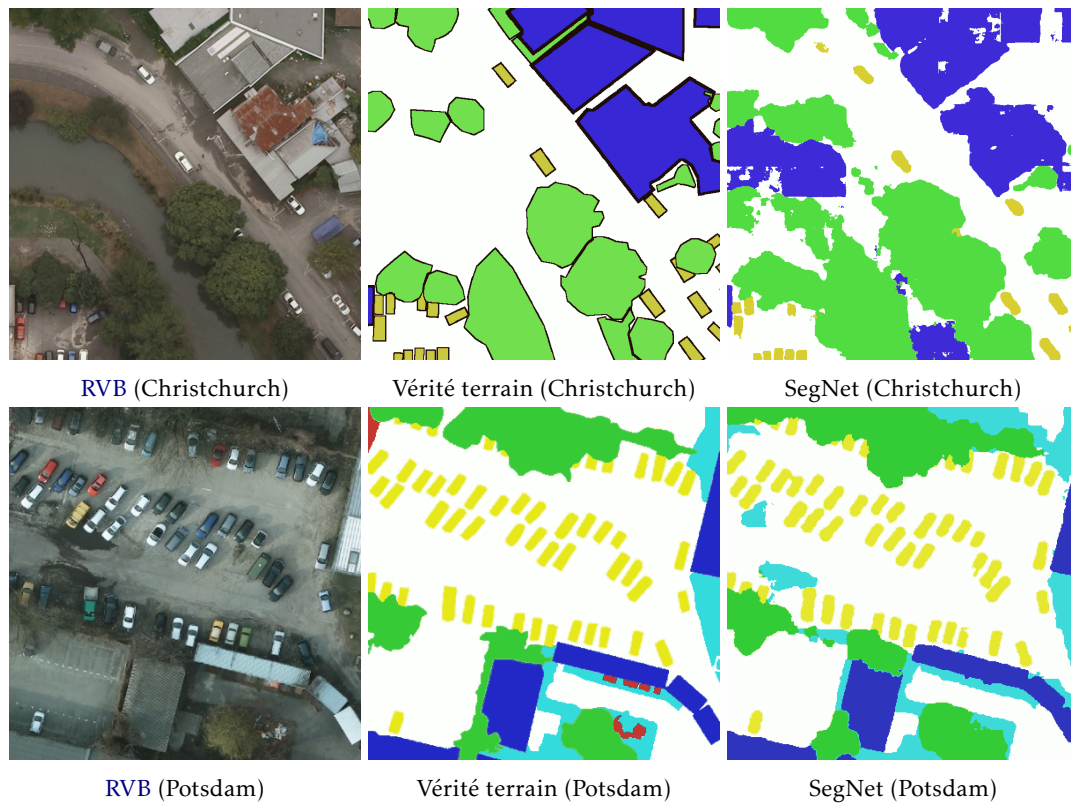 RVB (Christchurch)
Vérité terrain (Christchurch)
SegNet (Christchurch)
RVB (Potsdam)
Vérité terrain (Potsdam)
SegNet (Potsdam)